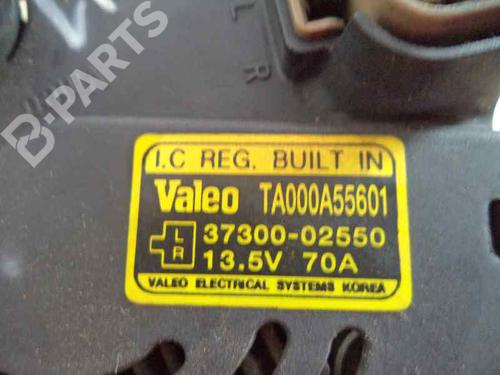 L
R
B-PARTS
I.C REG. BUILT IN
Valeo TA000A55601
L 37300-02550
R 13.5V 70A
VALEO ELECTRICAL SYSTEMS KOREA